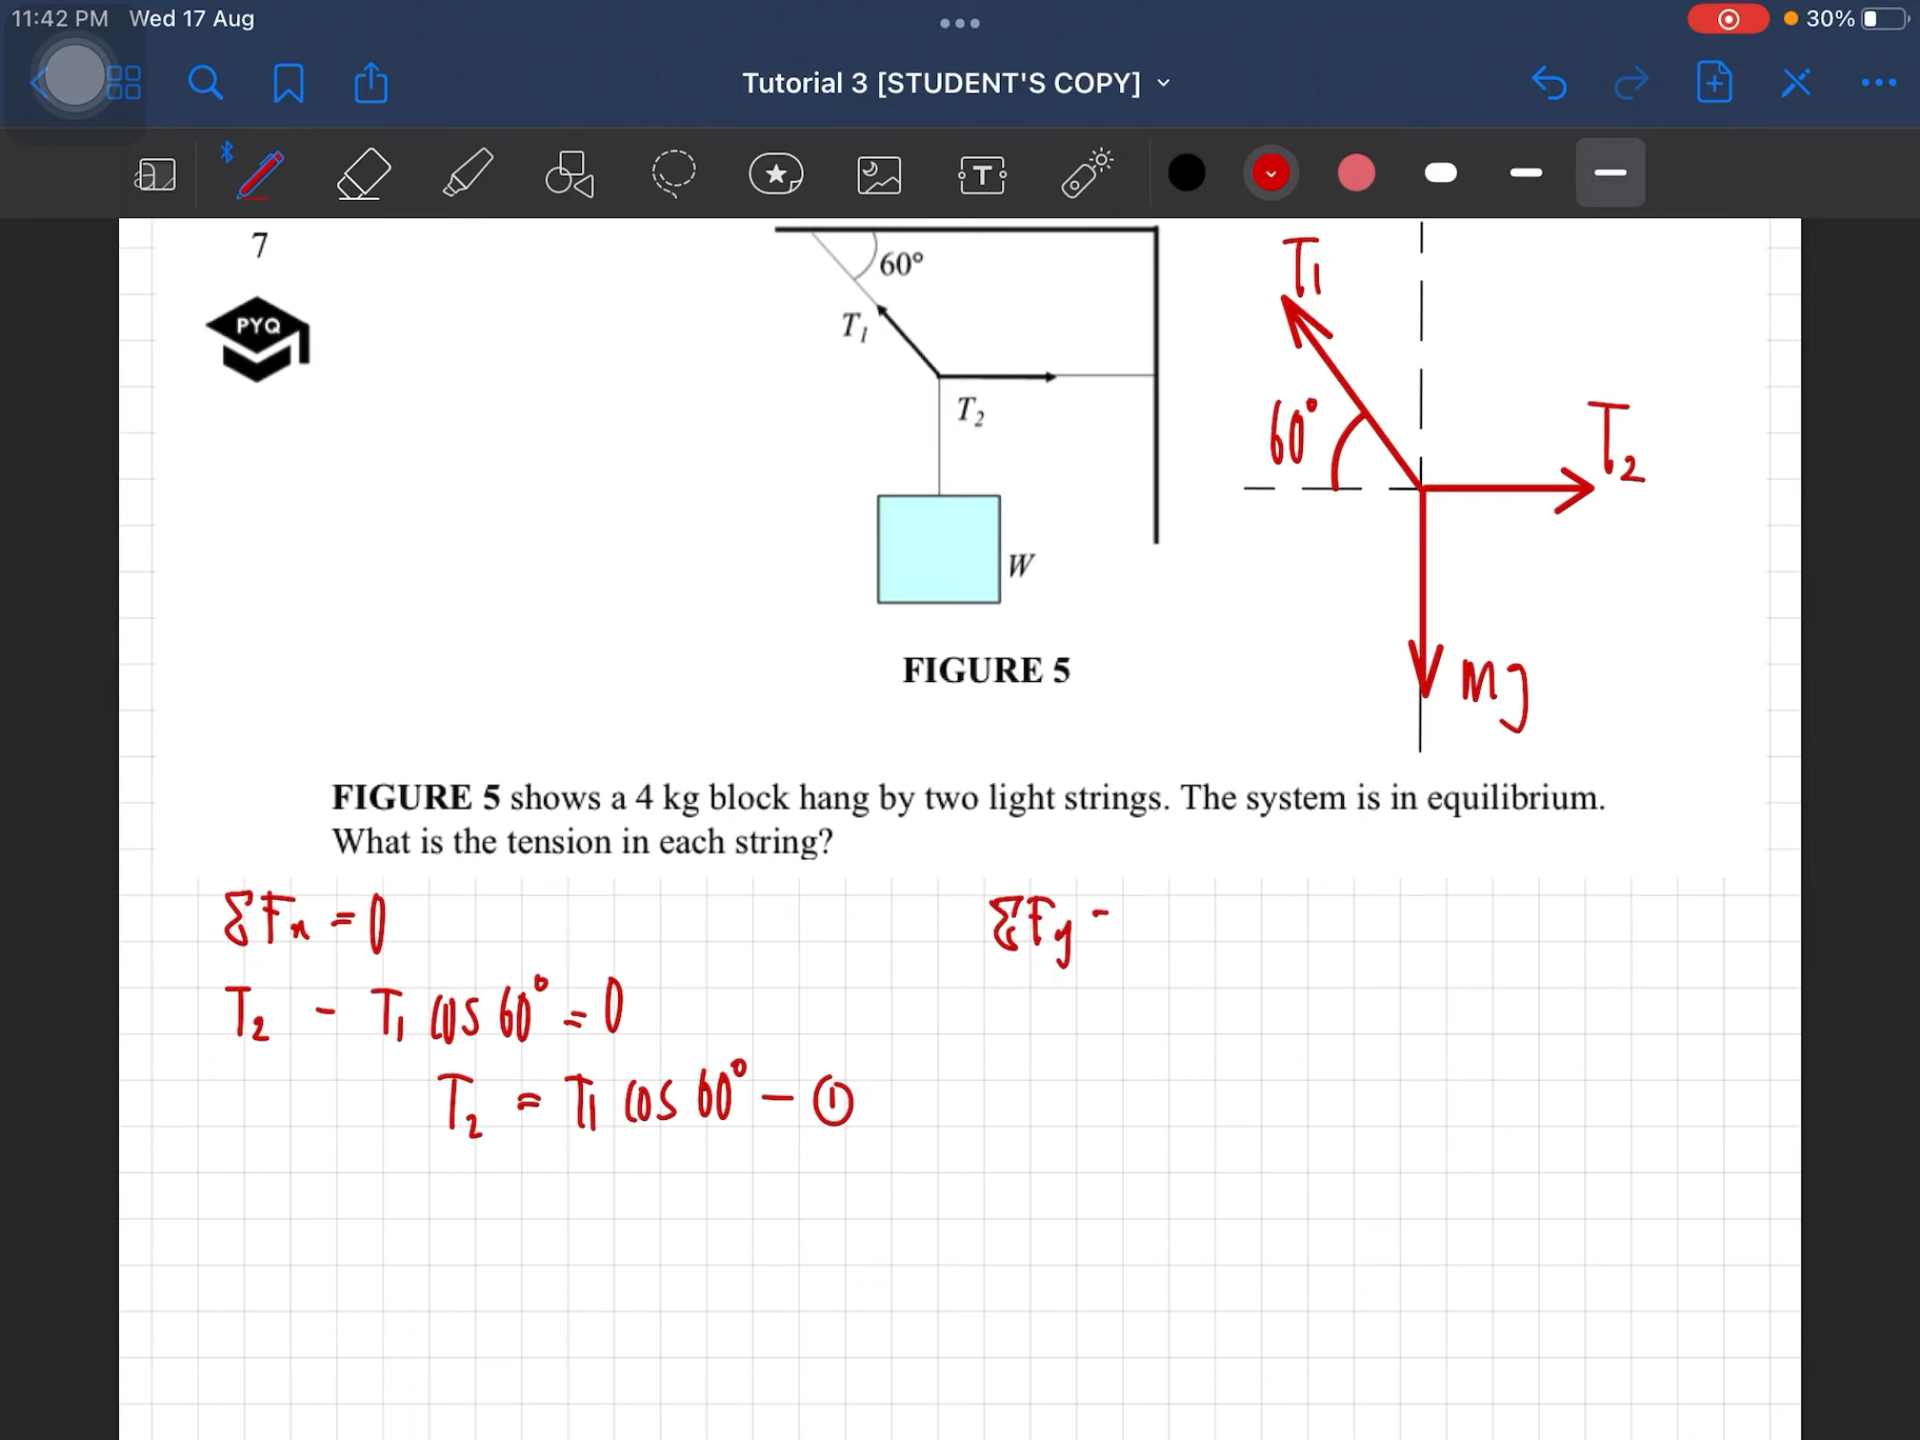 11:42 PM Wed 17 Aug
30%
Tutorial 3 [STUDENT'S COPY]
7
PYQ
60°
T₁
T₂
W
FIGURE 5
T₁
60°
T₂
mg
FIGURE 5 shows a 4 kg block hang by two light strings. The system is in equilibrium.
What is the tension in each string?
ΣFx = 0
T₂ - T₁ cos 60° = 0
T₂ = T₁ cos 60° — ①
ΣFy -